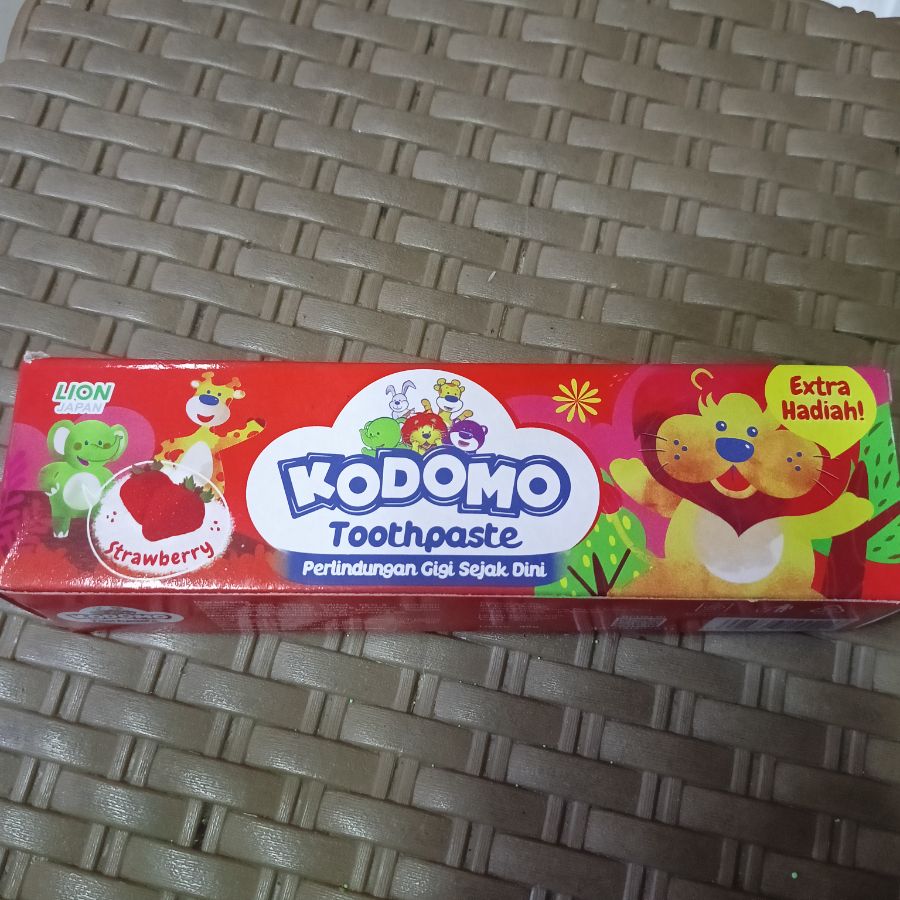 LION
JAPAN
Strawberry
KODOMO
Toothpaste
Perlindungan Gigi Sejak Dini
Extra
Hadiah!